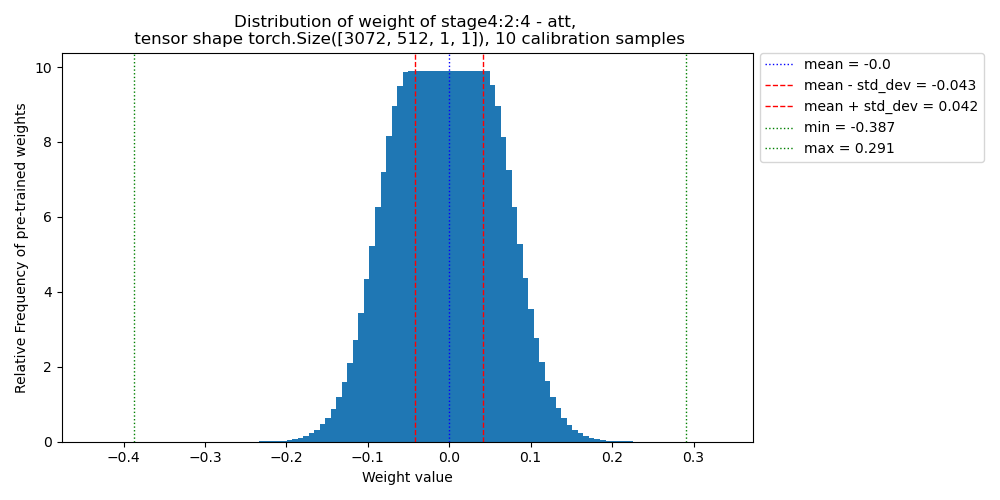 Distribution of weight of stage4:2:4 - att,
tensor shape torch.Size([3072, 512, 1, 1]), 10 calibration samples
mean = -0.0
mean - std_dev = -0.043
mean + std_dev = 0.042
min = -0.387
max = 0.291
Relative Frequency of pre-trained weights
10
8
6
4
2
0
−0.4 −0.3 −0.2 −0.1 0.0 0.1 0.2 0.3
Weight value